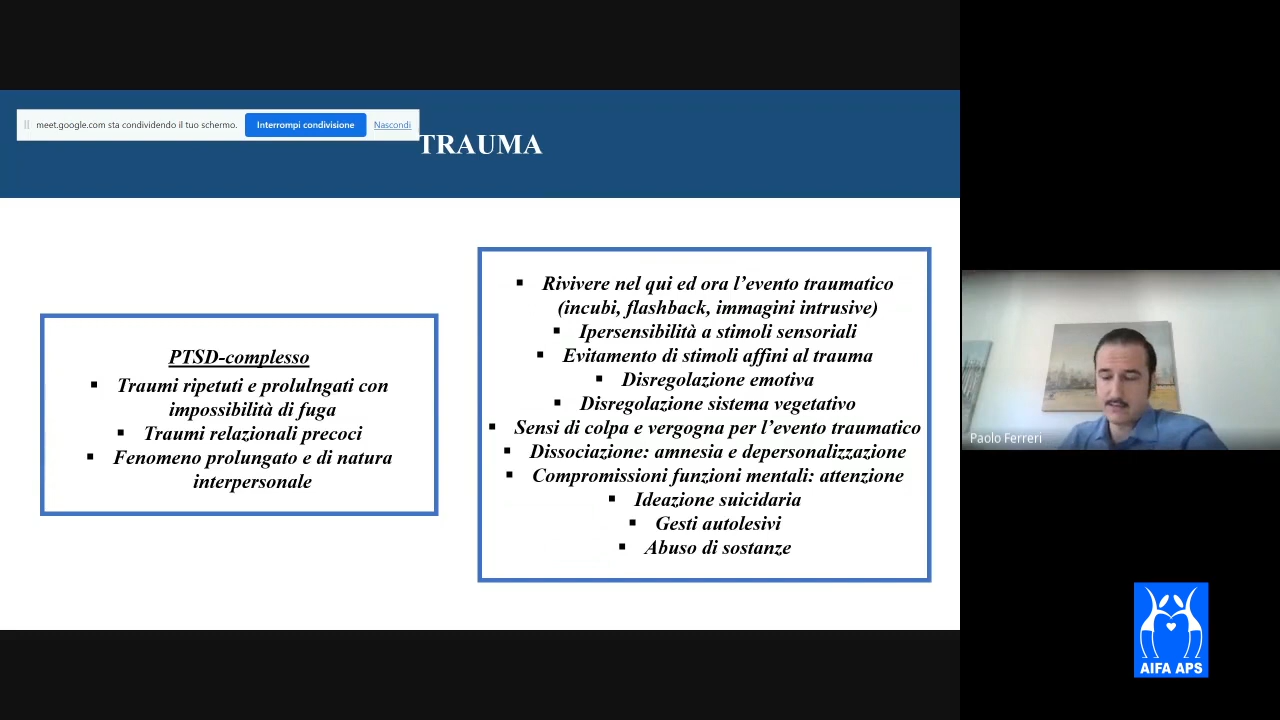 meet.google.com sta condividendo il tuo schermo. Interrompi condivisione Nascondi
TRAUMA
PTSD-complesso
▪ Traumi ripetuti e prolulngati con
impossibilità di fuga
▪ Traumi relazionali precoci
▪ Fenomeno prolungato e di natura
interpersonale
▪ Rivivere nel qui ed ora l’evento traumatico
(incubi, flashback, immagini intrusive)
▪ Ipersensibilità a stimoli sensoriali
▪ Evitamento di stimoli affini al trauma
▪ Disregolazione emotiva
▪ Disregolazione sistema vegetativo
▪ Sensi di colpa e vergogna per l’evento traumatico
▪ Dissociazione: amnesia e depersonalizzazione
▪ Compromissioni funzioni mentali: attenzione
▪ Ideazione suicidaria
▪ Gesti autolesivi
▪ Abuso di sostanze
Paolo Ferreri
AIFA APS